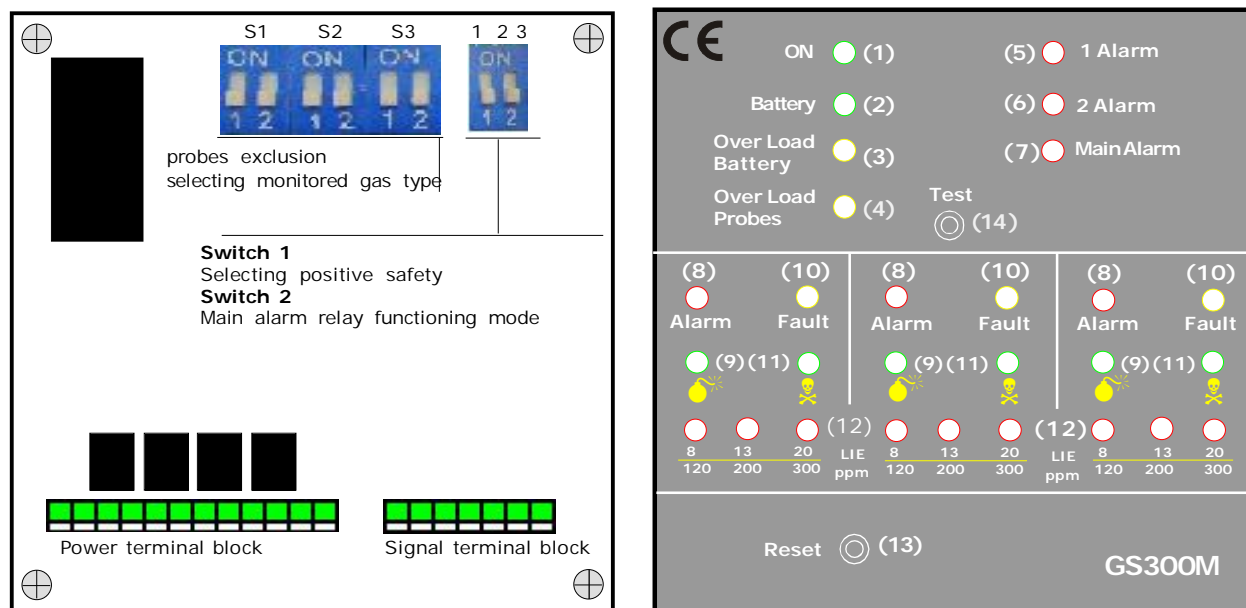 S1 S2 S3 1 2 3
ON ON ON ON
1 2 1 2 1 2 1 2
probes exclusion
selecting monitored gas type
Switch 1
Selecting positive safety
Switch 2
Main alarm relay functioning mode
Power terminal block Signal terminal block
CE
ON (1) (5) 1 Alarm
Battery (2) (6) 2 Alarm
Over Load
Battery (3) (7) Main Alarm
Over Load
Probes (4) Test
(14)
(8) (10) (8) (10) (8) (10)
Alarm Fault Alarm Fault Alarm Fault
(9)(11) (9)(11) (9)(11)
(12) (12)
8 13 20 LIE 8 13 20 LIE 8 13 20
120 200 300 ppm 120 200 300 ppm 120 200 300
Reset (13)
GS300M